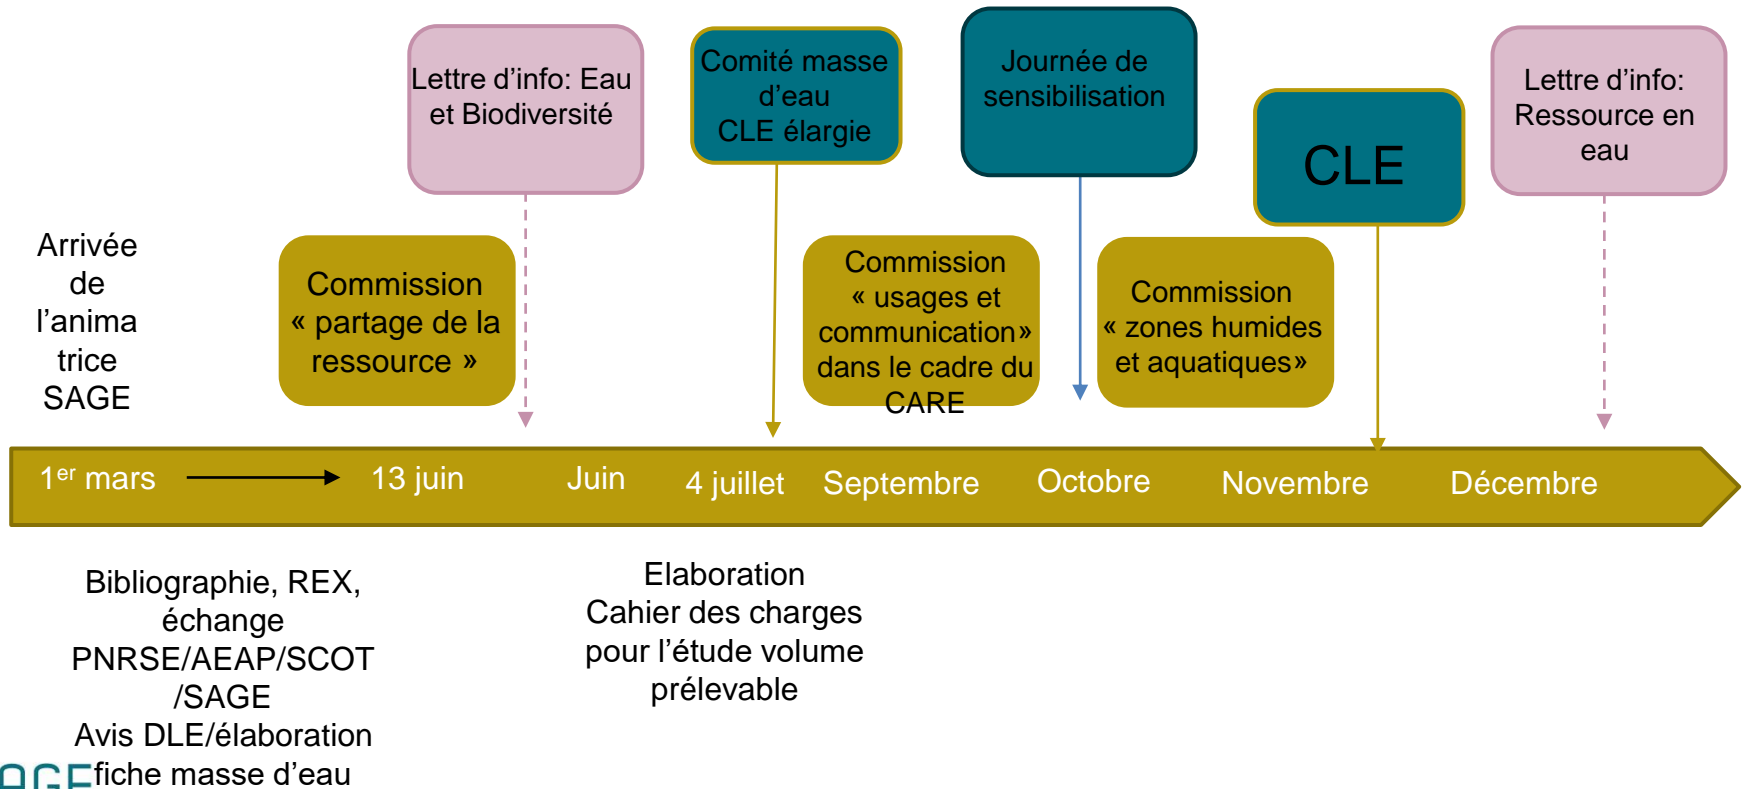 Lettre d’info: Eau
et Biodiversité
Comité masse
d’eau
CLE élargie
Journée de
sensibilisation
CLE
Lettre d’info:
Ressource en
eau
Arrivée
de
l’anima
trice
SAGE
Commission
« partage de la
ressource »
Commission
« usages et
communication»
dans le cadre du
CARE
Commission
« zones humides
et aquatiques»
1er mars
13 juin
Juin
4 juillet
Septembre
Octobre
Novembre
Décembre
Bibliographie, REX,
échange
PNRSE/AEAP/SCOT
/SAGE
Avis DLE/élaboration
fiche masse d’eau
Elaboration
Cahier des charges
pour l’étude volume
prélevable